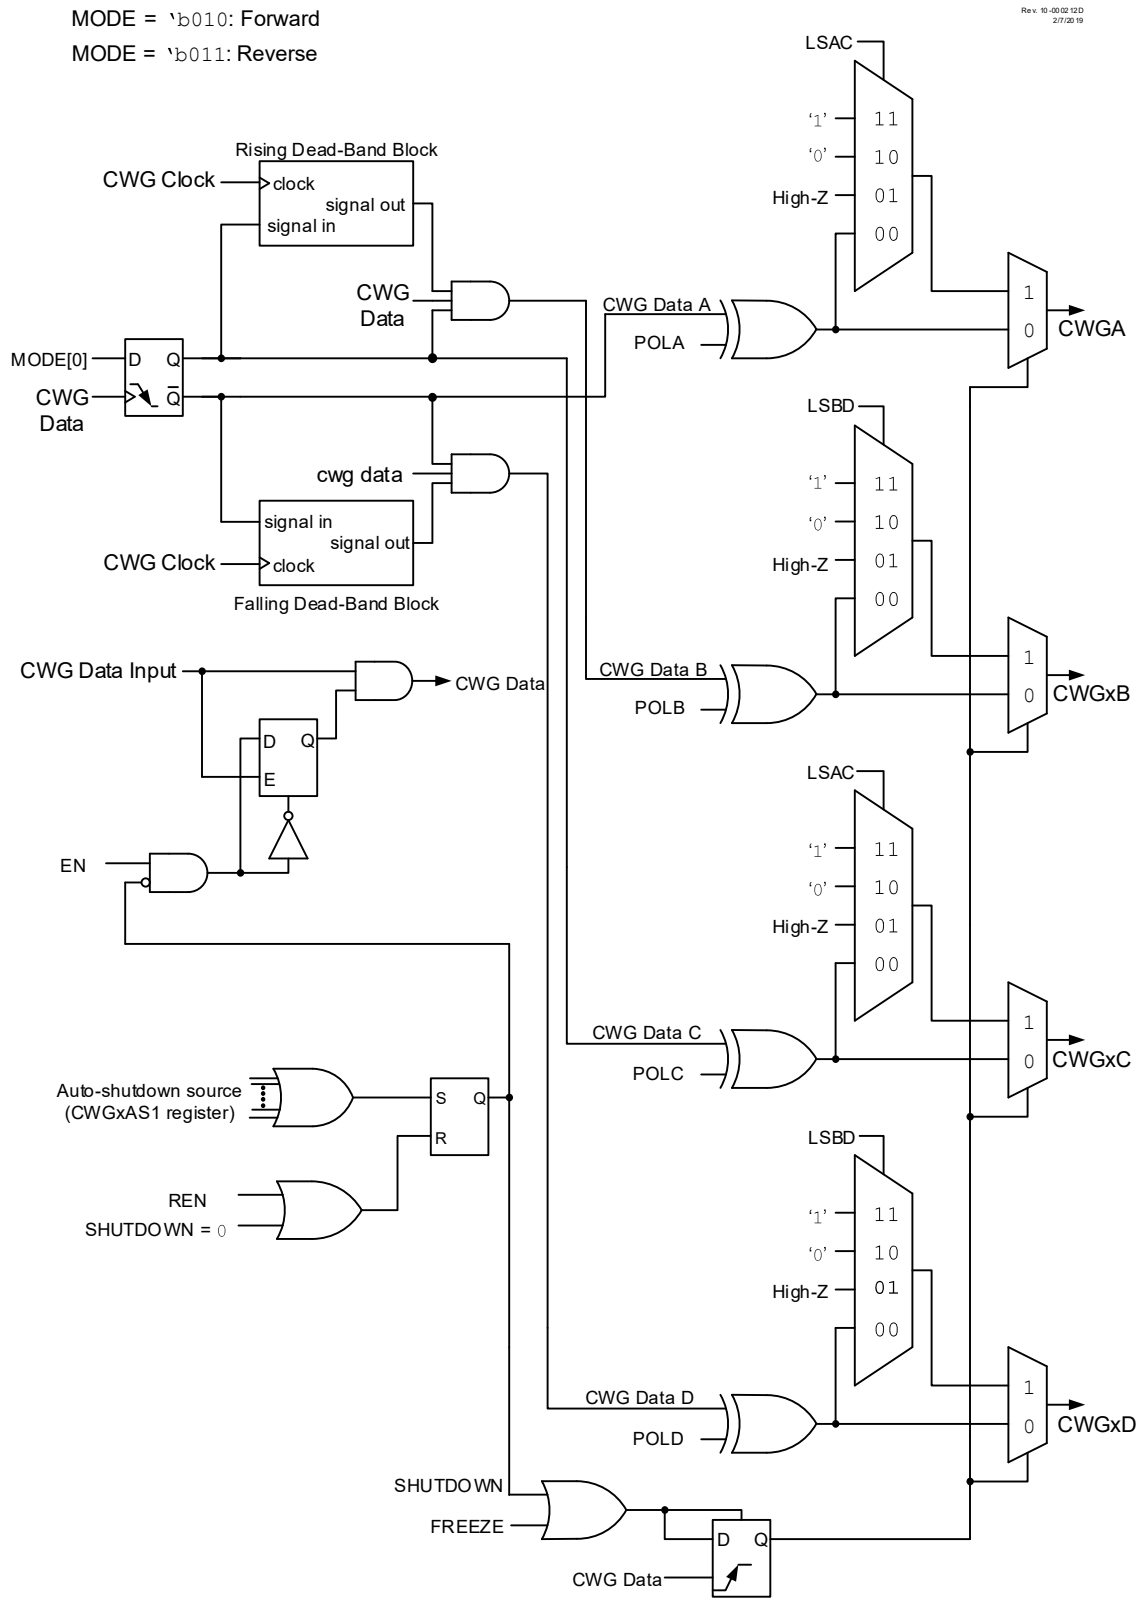 MODE = ‘b010: Forward
MODE = ‘b011: Reverse
Rev. 10-000212D
2/7/2019
LSAC
‘1’
11
‘0’
10
High-Z
01
00
1
0
CWGA
Rising Dead-Band Block
CWG Clock
clock
signal out
signal in
CWG
Data
CWG Data A
POLA
MODE[0]
D
Q
CWG
Data
Q
cwg data
signal in
signal out
CWG Clock
clock
Falling Dead-Band Block
LSBD
‘1’
11
‘0’
10
High-Z
01
00
1
0
CWGxB
CWG Data B
POLB
CWG Data Input
CWG Data
D
Q
E
EN
LSAC
‘1’
11
‘0’
10
High-Z
01
00
1
0
CWGxC
CWG Data C
POLC
Auto-shutdown source
(CWGxAS1 register)
S
Q
R
REN
SHUTDOWN = 0
LSBD
‘1’
11
‘0’
10
High-Z
01
00
1
0
CWGxD
CWG Data D
POLD
SHUTDOWN
FREEZE
D
Q
CWG Data